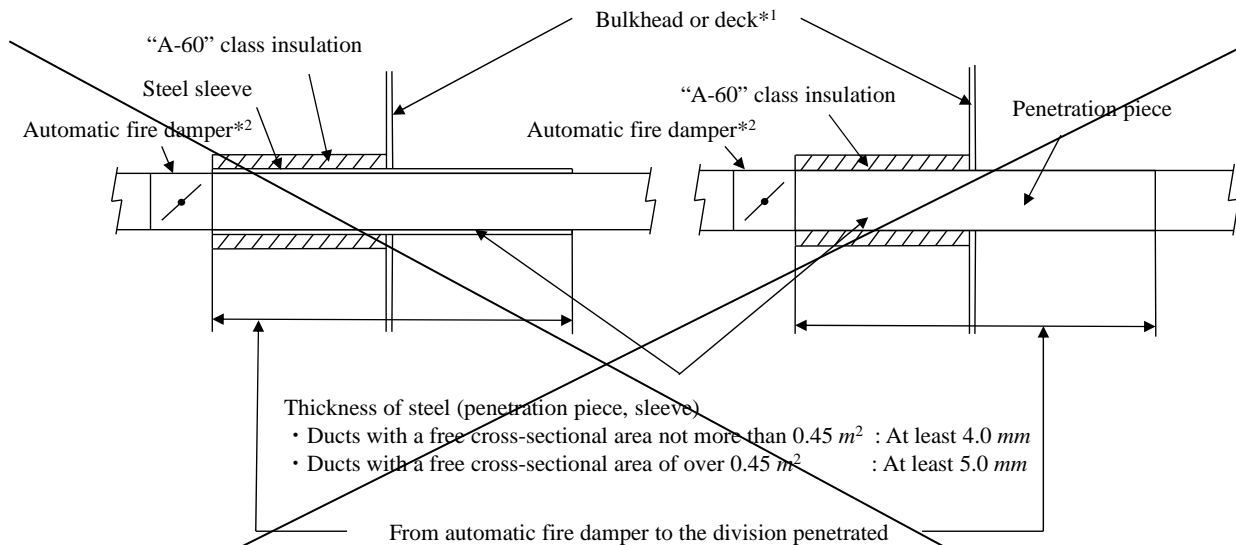 Bulkhead or deck*1
“A-60” class insulation
Steel sleeve
Automatic fire damper*2
“A-60” class insulation
Automatic fire damper*2
Penetration piece
Thickness of steel (penetration piece, sleeve)
・Ducts with a free cross-sectional area not more than 0.45 m² : At least 4.0 mm
・Ducts with a free cross-sectional area of over 0.45 m² : At least 5.0 mm
From automatic fire damper to the division penetrated